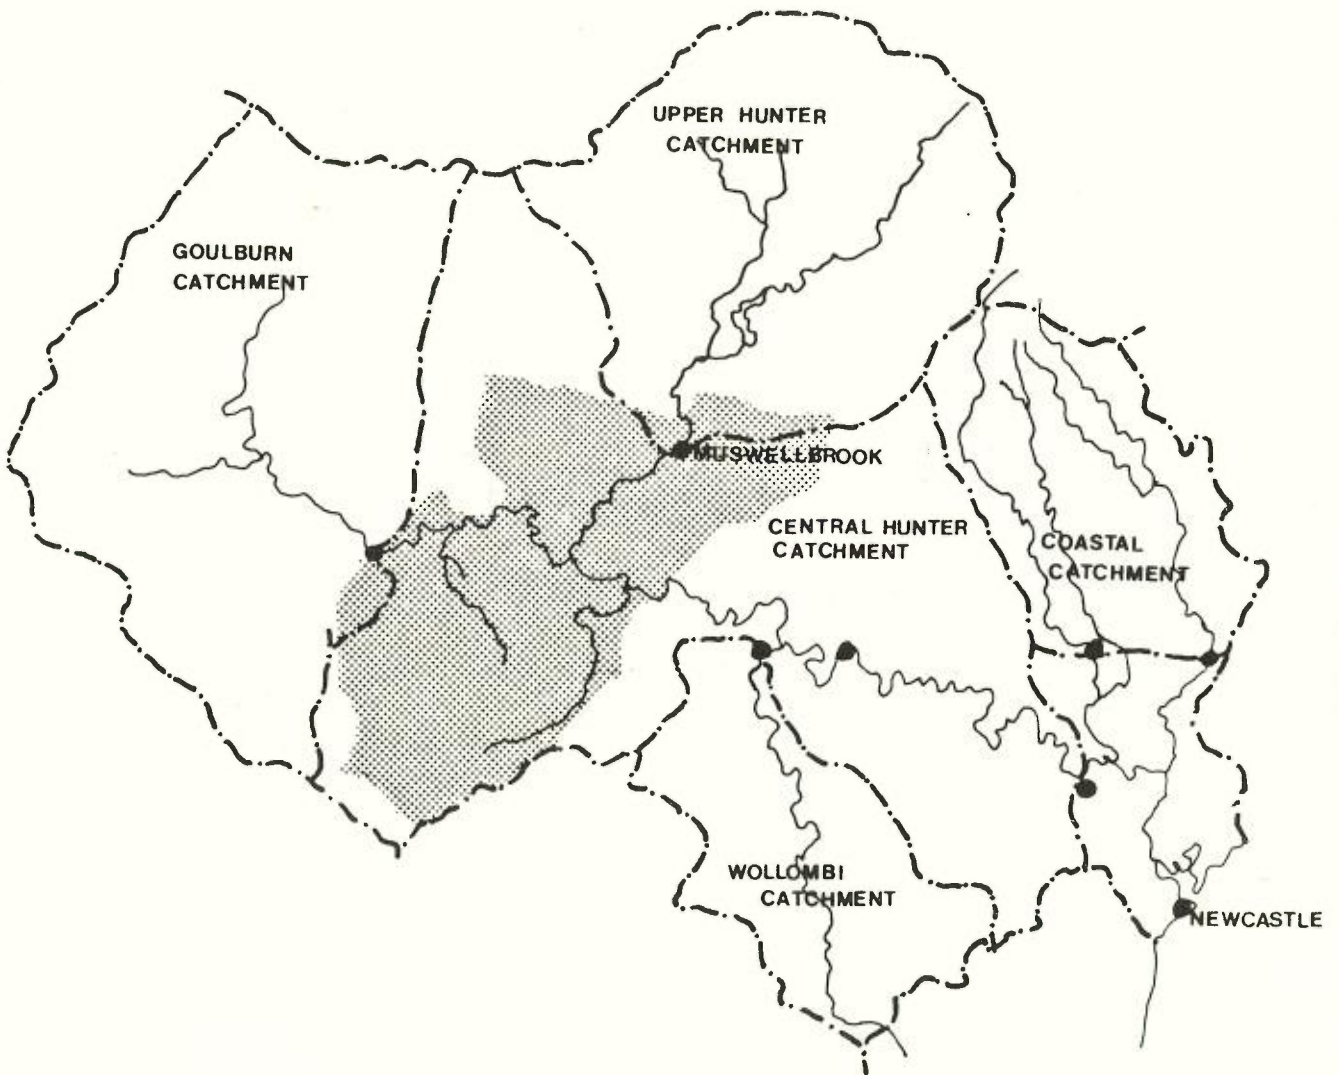 UPPER HUNTER
CATCHMENT
GOULBURN
CATCHMENT
MUSWELLBROOK
CENTRAL HUNTER
CATCHMENT
COASTAL
CATCHMENT
WOLLOMBI
CATCHMENT
NEWCASTLE